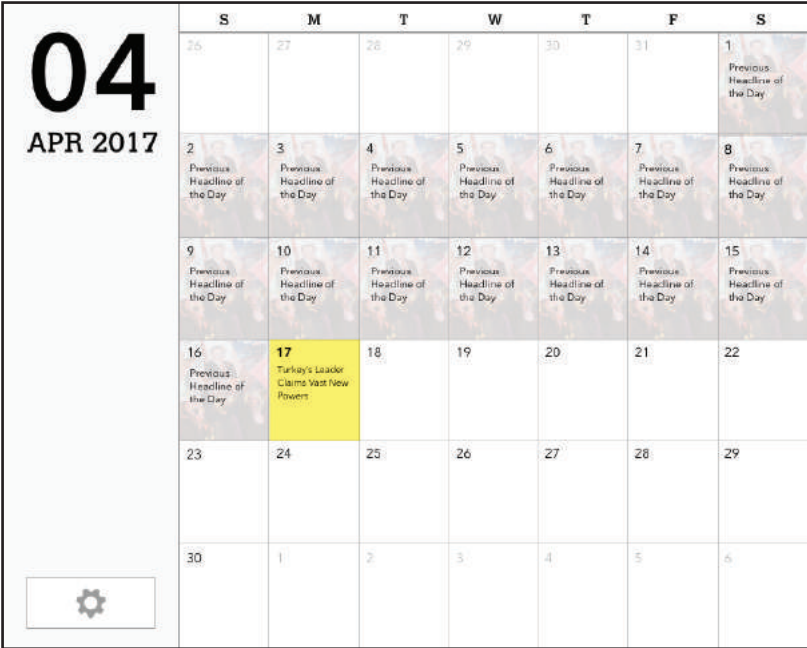 04
APR 2017
S M T W T F S
26 27 28 29 30 31 1
Previous
Headline of
the Day
2 3 4 5 6 7 8
Previous Previous Previous Previous Previous Previous Previous
Headline of Headline of Headline of Headline of Headline of Headline of Headline of
the Day the Day the Day the Day the Day the Day the Day
9 10 11 12 13 14 15
Previous Previous Previous Previous Previous Previous Previous
Headline of Headline of Headline of Headline of Headline of Headline of Headline of
the Day the Day the Day the Day the Day the Day the Day
16 17 18 19 20 21 22
Previous Turkey's Leader
Headline of Claims Vast New
the Day Powers
23 24 25 26 27 28 29
30 1 2 3 4 5 6